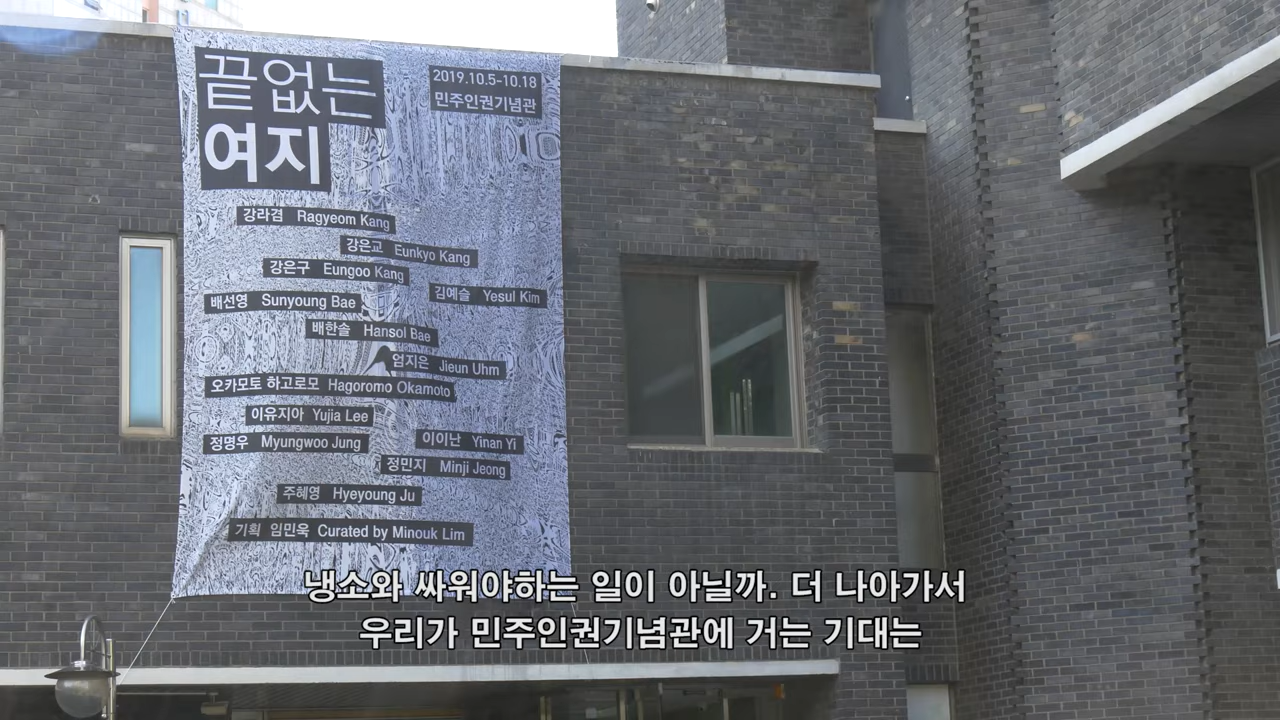 끝없는
여지
2019.10.5-10.18
민주인권기념관
강라겸 Ragyeom Kang
강은교 Eunkyo Kang
강은구 Eungoo Kang
김예슬 Yesul Kim
배선영 Sunyoung Bae
배한솔 Hansol Bae
엄지은 Jieun Uhm
오카모토 하고로모 Hagoromo Okamoto
이유지아 Yujia Lee
이이난 Yinan Yi
정명우 Myungwoo Jung
정민지 Minji Jeong
주혜영 Hyeyoung Ju
기획 임민욱 Curated by Minouk Lim
냉소와 싸워야하는 일이 아닐까. 더 나아가서
우리가 민주인권기념관에 거는 기대는